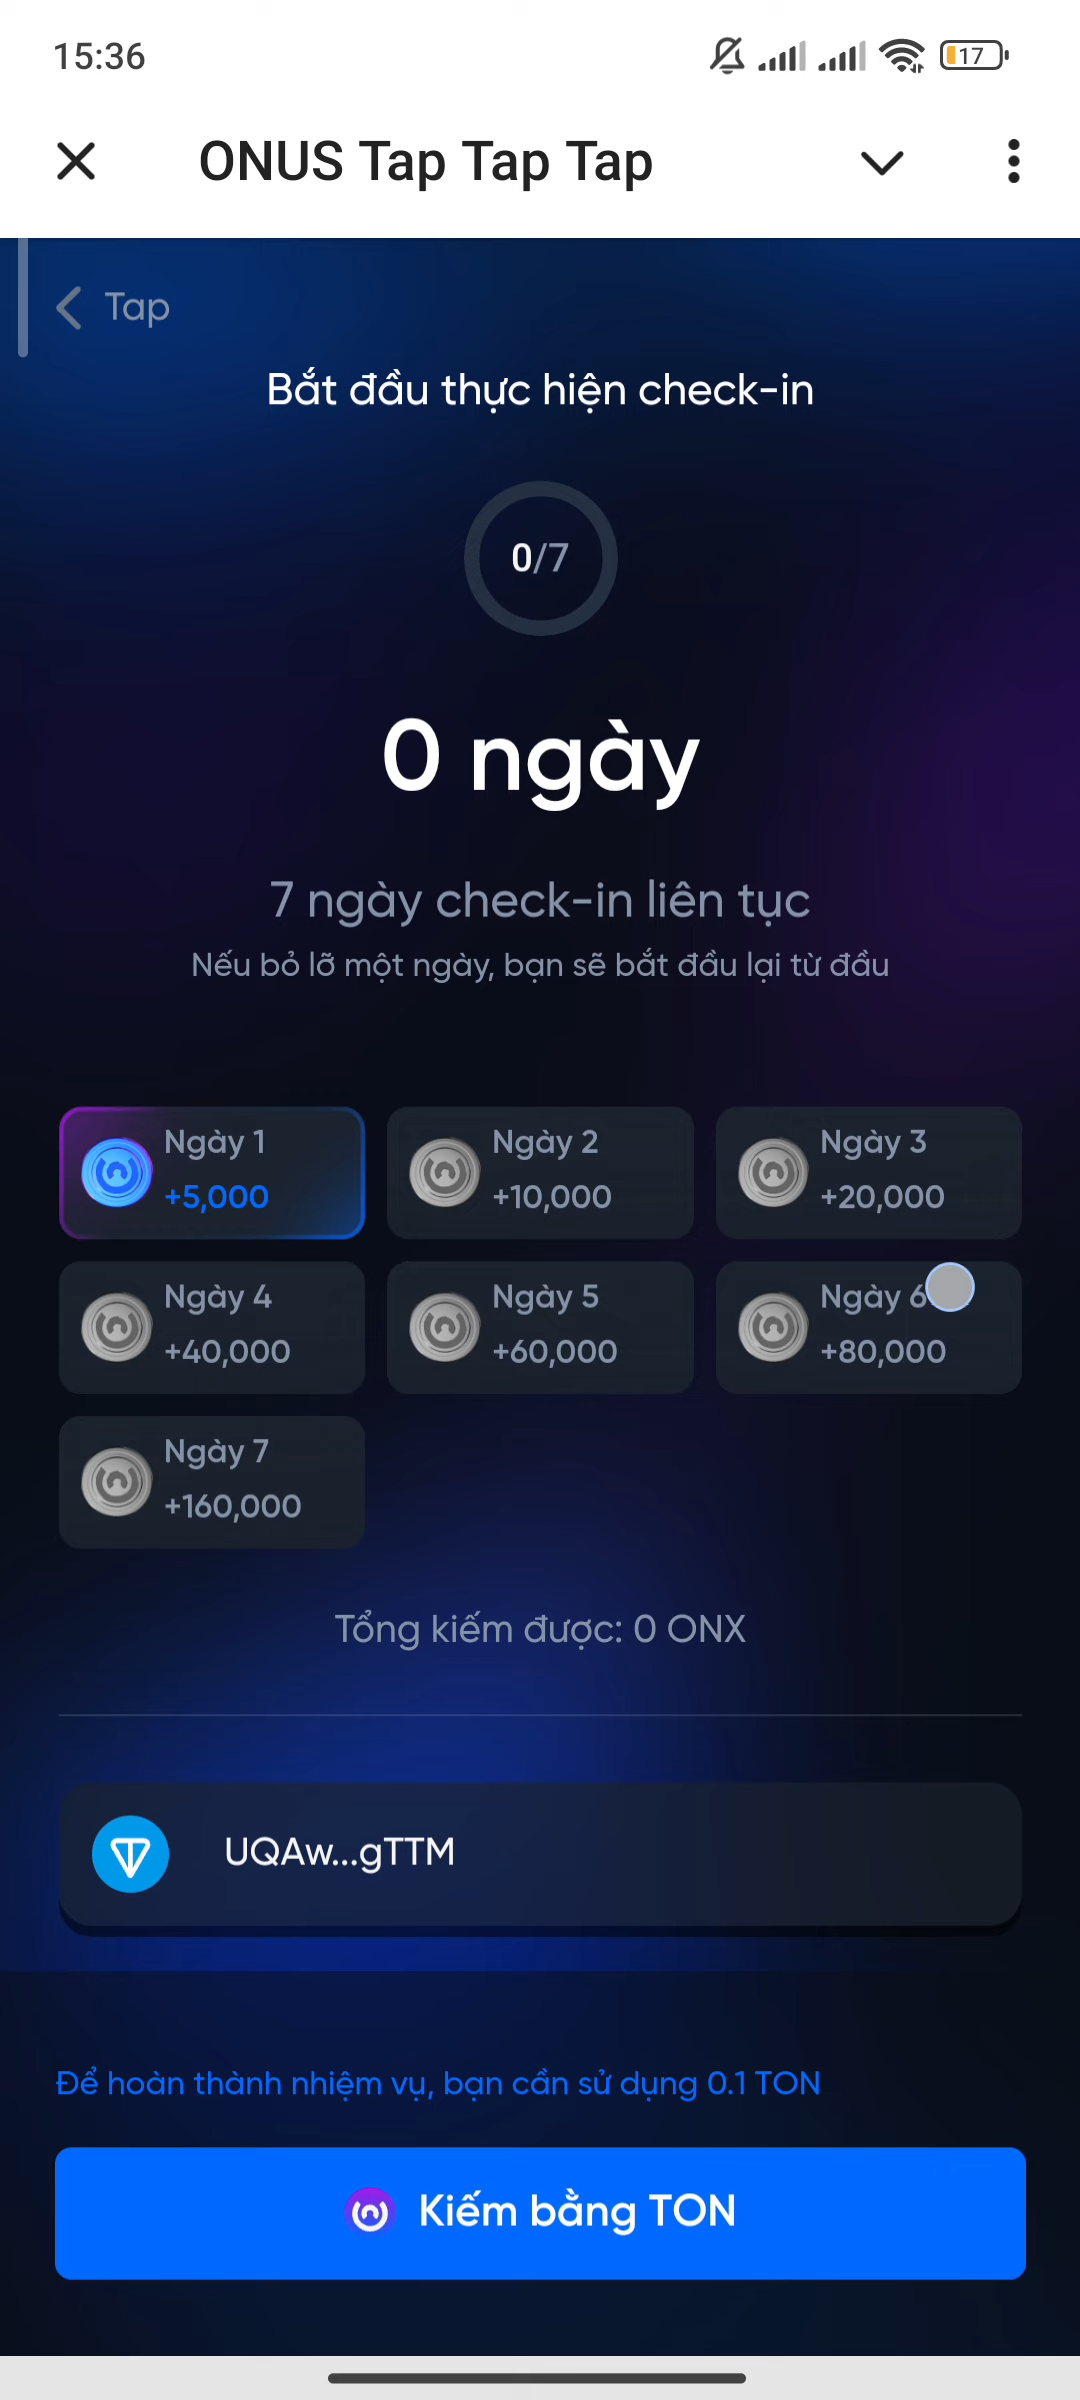 15:36
17
ONUS Tap Tap Tap
Tap
Bắt đầu thực hiện check-in
0/7
0 ngày
7 ngày check-in liên tục
Nếu bỏ lỡ một ngày, bạn sẽ bắt đầu lại từ đầu
Ngày 1
+5,000
Ngày 2
+10,000
Ngày 3
+20,000
Ngày 4
+40,000
Ngày 5
+60,000
Ngày 6
+80,000
Ngày 7
+160,000
Tổng kiếm được: 0 ONX
UQAw...gTTM
Để hoàn thành nhiệm vụ, bạn cần sử dụng 0.1 TON
Kiếm bằng TON